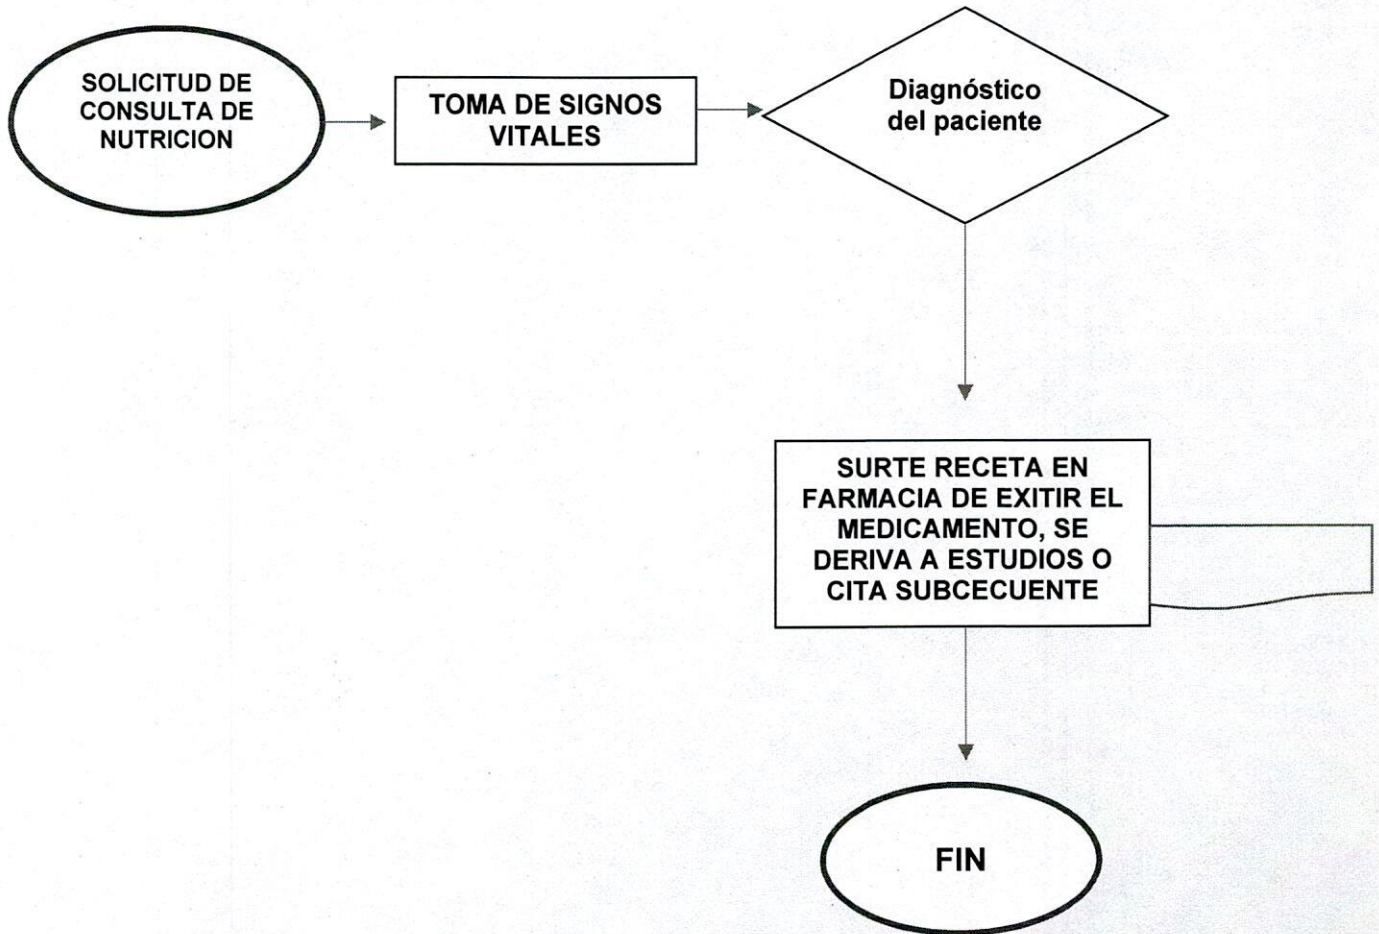 SOLICITUD DE
CONSULTA DE
NUTRICION
TOMA DE SIGNOS
VITALES
Diagnóstico
del paciente
SURTE RECETA EN
FARMACIA DE EXITIR EL
MEDICAMENTO, SE
DERIVA A ESTUDIOS O
CITA SUBCECUENTE
FIN